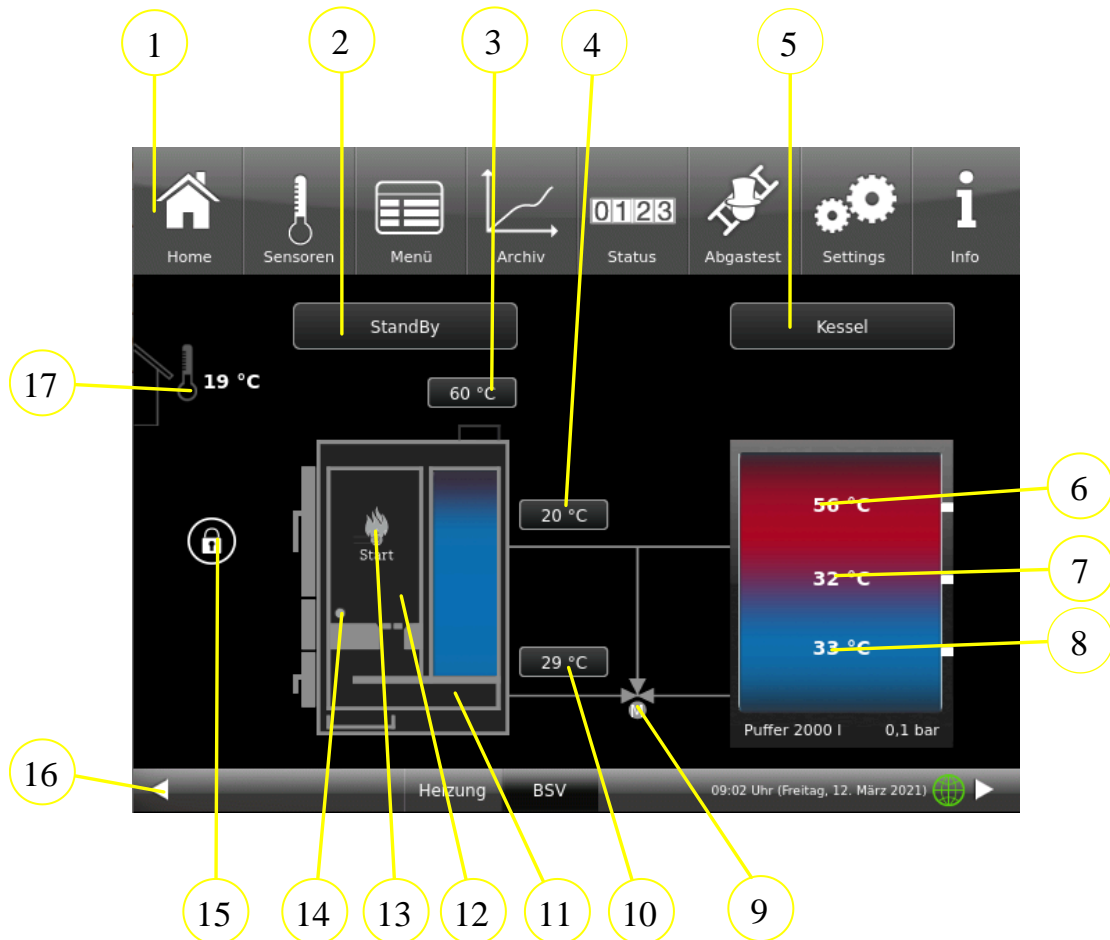 1 2 3 4 5
0123
Home Sensoren Menü Archiv Status Abgastest Settings Info
StandBy Kessel
17 19 °C
60 °C
56 °C 6
20 °C
Start
32 °C 7
33 °C 8
29 °C
M
Puffer 2000 l 0,1 bar
16
Heizung BSV 09:02 Uhr (Freitag, 12. März 2021)
15 14 13 12 11 10 9